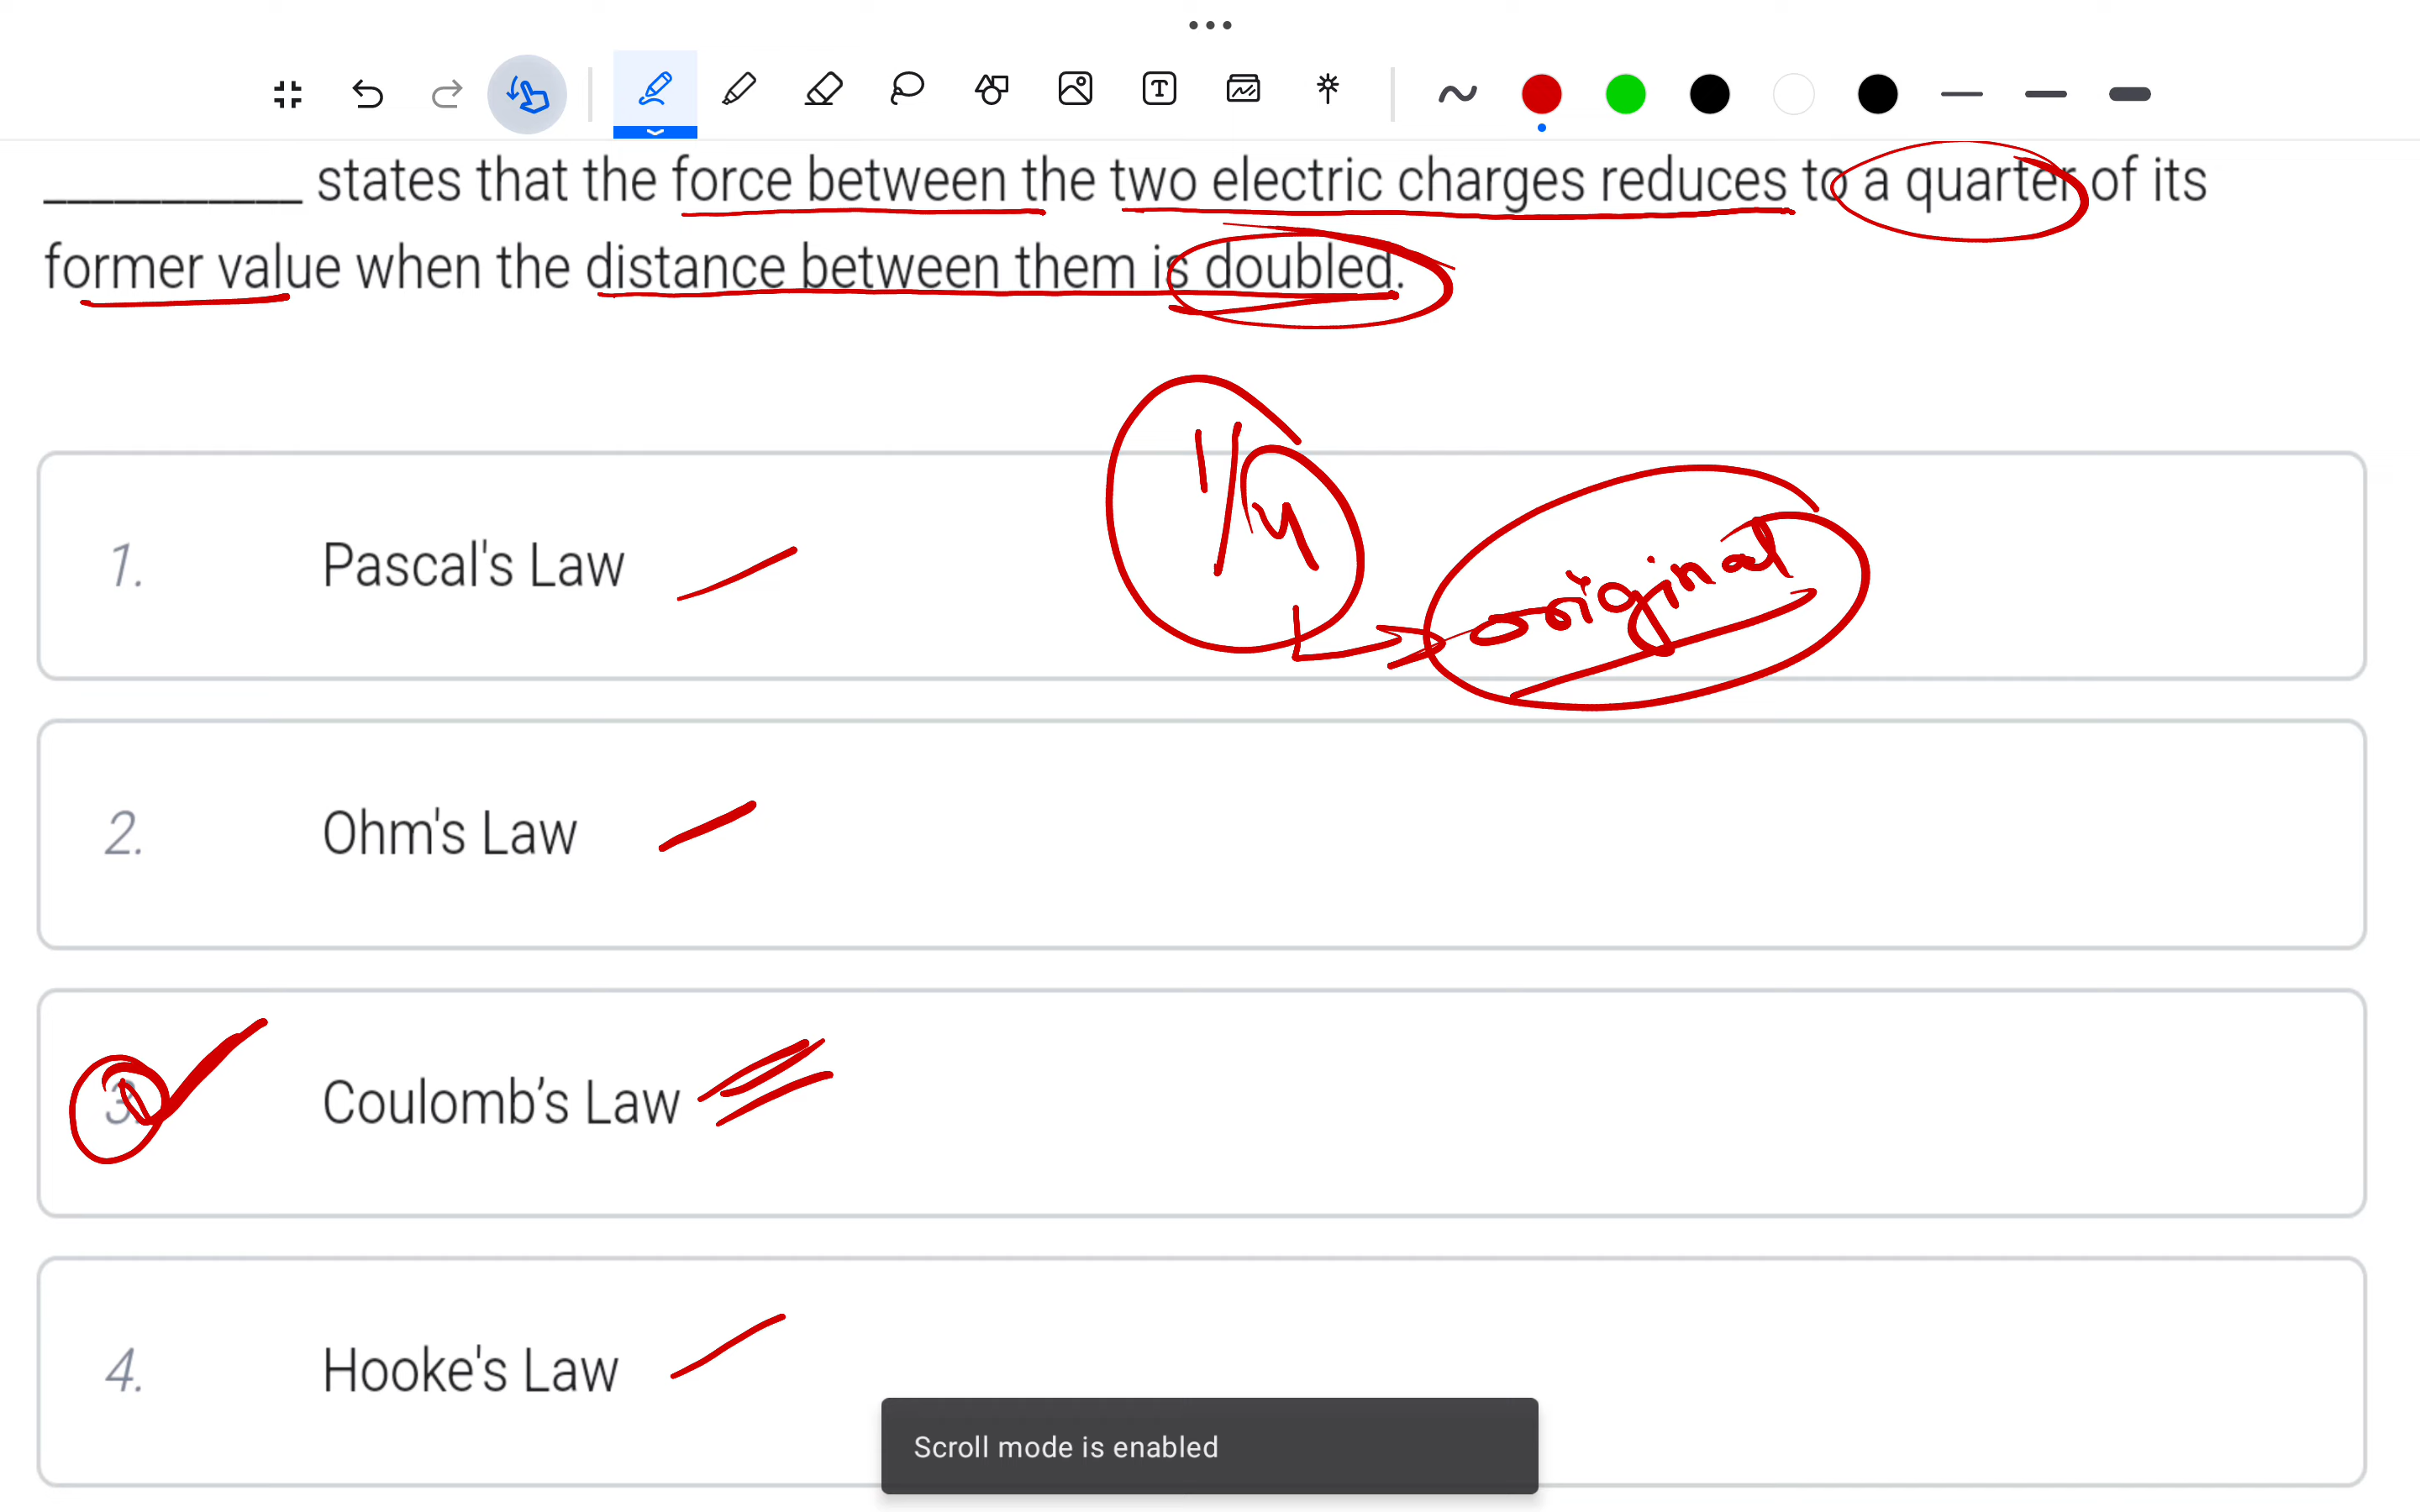 __________ states that the force between the two electric charges reduces to a quarter of its
former value when the distance between them is doubled.
1/4
original
1. Pascal's Law
2. Ohm's Law
3. Coulomb’s Law
4. Hooke's Law
Scroll mode is enabled